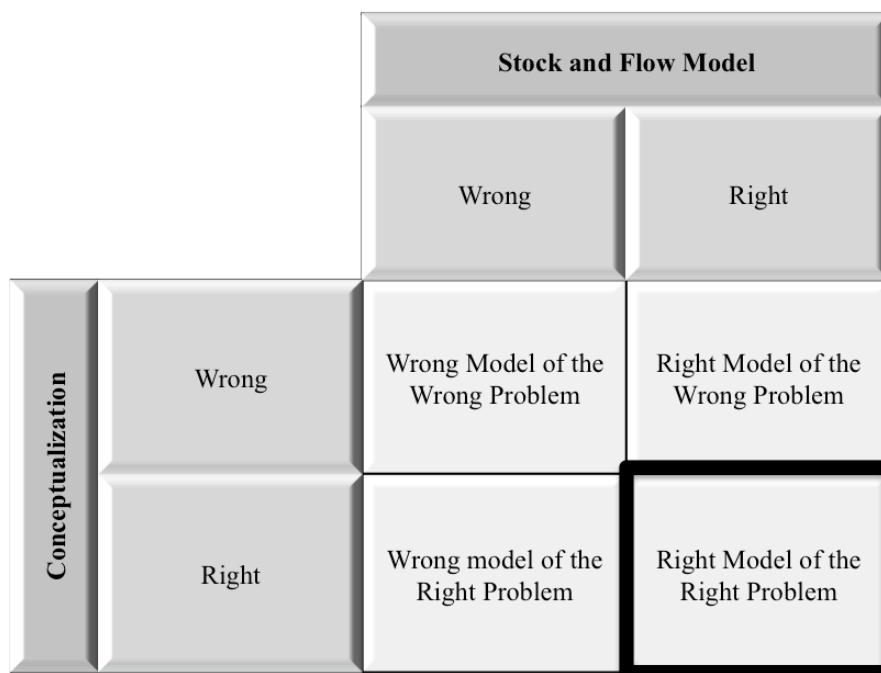 Stock and Flow Model
Wrong
Right
Conceptualization
Wrong
Wrong Model of the
Wrong Problem
Right Model of the
Wrong Problem
Right
Wrong model of the
Right Problem
Right Model of the
Right Problem